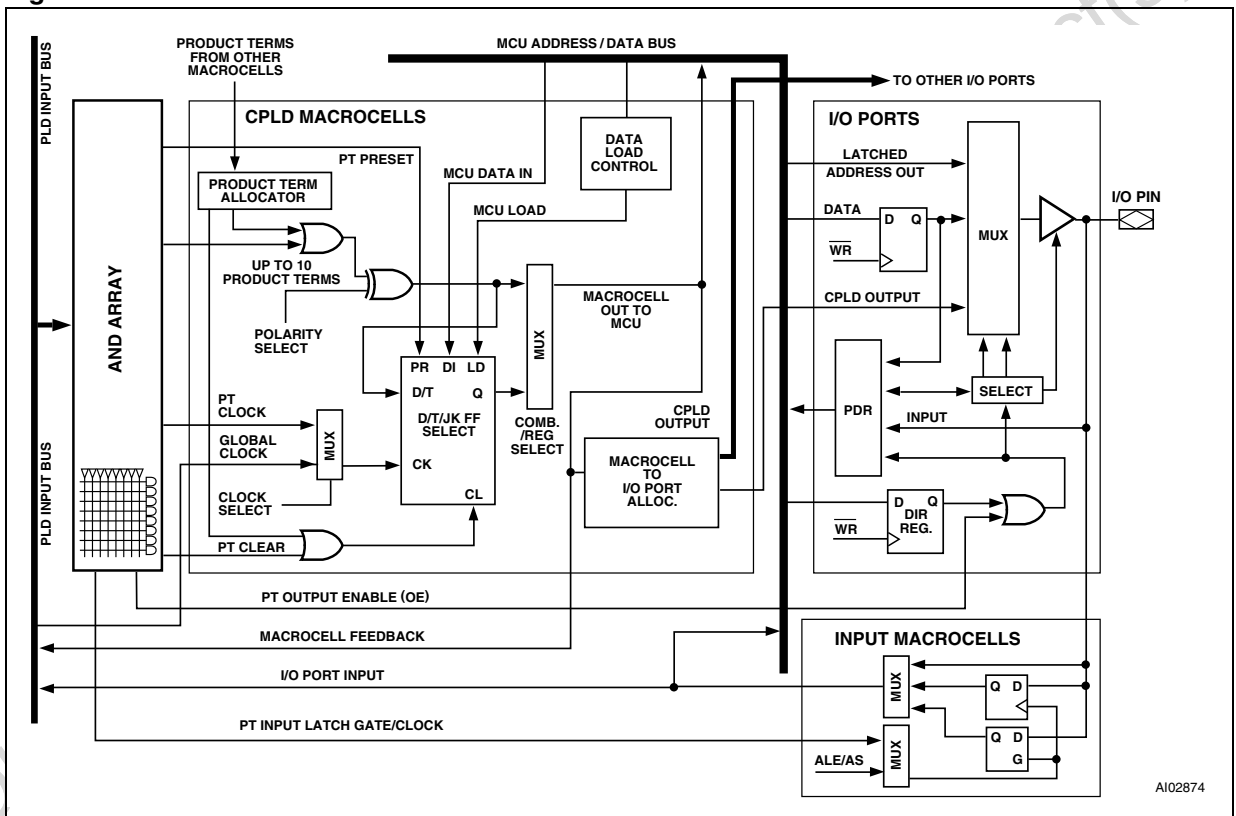 PRODUCT TERMS
FROM OTHER
MACROCELLS
MCU ADDRESS / DATA BUS
TO OTHER I/O PORTS
PLD INPUT BUS
CPLD MACROCELLS
I/O PORTS
AND ARRAY
PRODUCT TERM
ALLOCATOR
PT PRESET
MCU DATA IN
MCU LOAD
DATA
LOAD
CONTROL
LATCHED
ADDRESS OUT
I/O PIN
DATA
D Q
WR
MUX
UP TO 10
PRODUCT TERMS
POLARITY
SELECT
MUX
MACROCELL
OUT TO
MCU
CPLD OUTPUT
PR DI LD
D/T Q
D/T/JK FF
SELECT
CK
CL
COMB.
/REG
SELECT
PT
CLOCK
GLOBAL
CLOCK
MUX
CLOCK
SELECT
PT CLEAR
CPLD
OUTPUT
MACROCELL
TO
I/O PORT
ALLOC.
PDR
SELECT
INPUT
D Q
DIR
REG.
WR
PLD INPUT BUS
PT OUTPUT ENABLE (OE)
MACROCELL FEEDBACK
I/O PORT INPUT
PT INPUT LATCH GATE/CLOCK
INPUT MACROCELLS
MUX
Q D
Q D
G
MUX
ALE/AS
AI02874